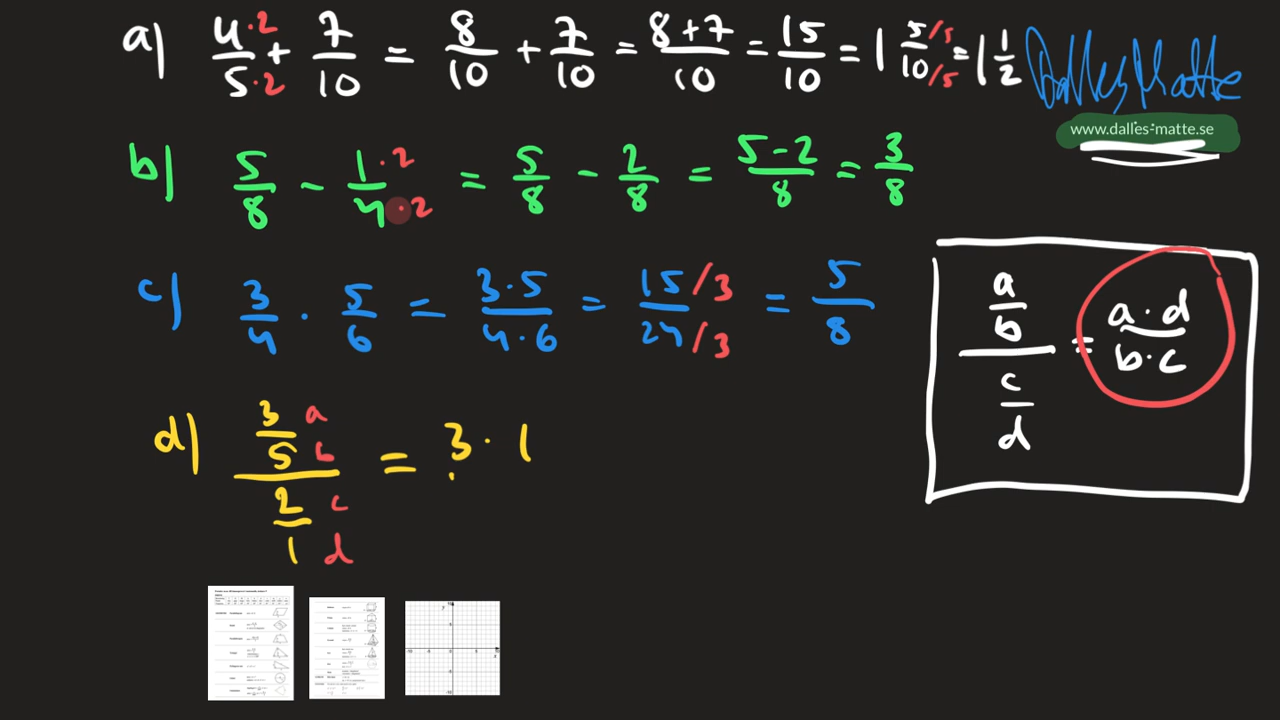 a) 4·2/5·2 + 7/10 = 8/10 + 7/10 = 8+7/10 = 15/10 = 1 5/5/10/5 = 1 1/2
DallesMatte
www.dalles-matte.se
b) 5/8 - 1·2/4·2 = 5/8 - 2/8 = 5-2/8 = 3/8
c) 3/4 · 5/6 = 3·5/4·6 = 15/3/24/3 = 5/8
a/b / c/d = a·d/b·c
d) 3/5 / 2/1 = 3·1
a
b
c
d